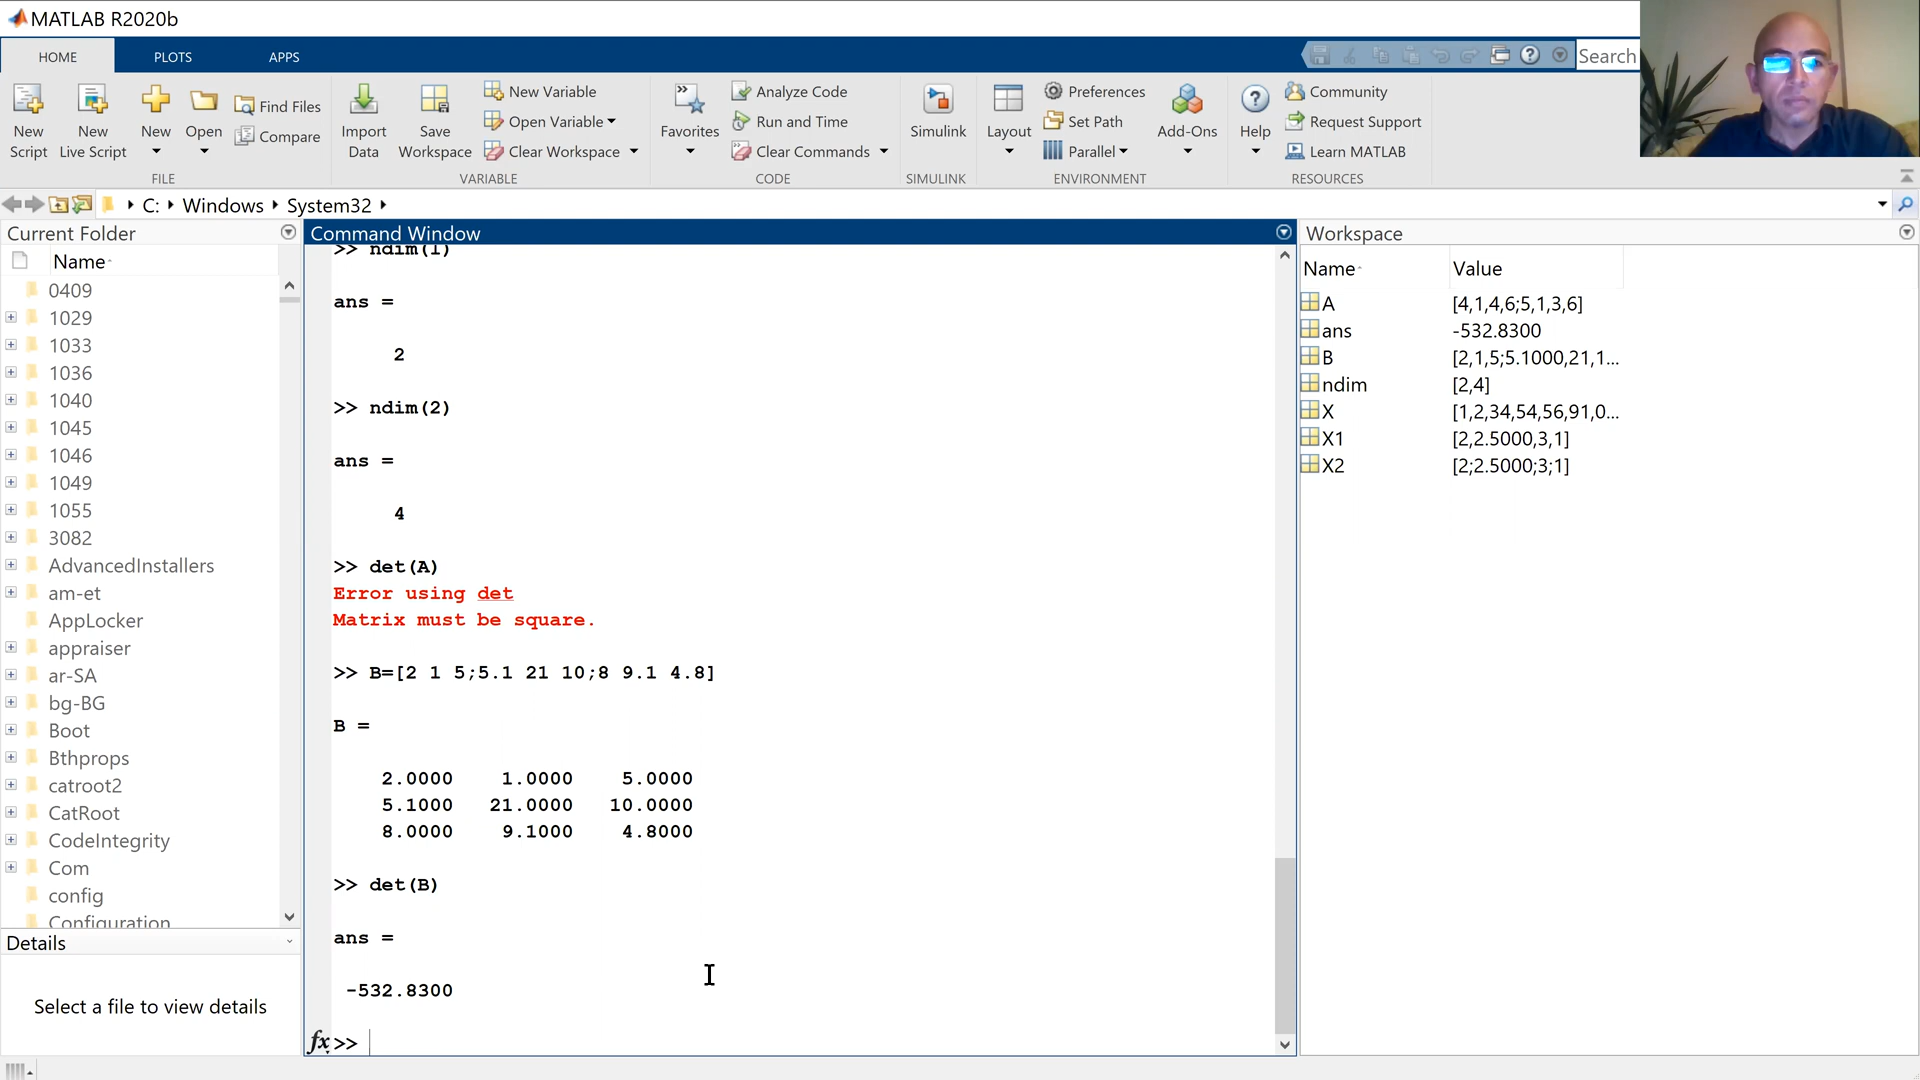 MATLAB R2020b
HOME
PLOTS
APPS
Search
New Script
New Live Script
New
Open
Find Files
Compare
FILE
Import Data
Save Workspace
New Variable
Open Variable
Clear Workspace
VARIABLE
Favorites
Analyze Code
Run and Time
Clear Commands
CODE
Simulink
SIMULINK
Layout
Preferences
Set Path
Parallel
Add-Ons
ENVIRONMENT
Help
Community
Request Support
Learn MATLAB
RESOURCES
C: Windows System32
Current Folder
Name
0409
1029
1033
1036
1040
1045
1046
1049
1055
3082
AdvancedInstallers
am-et
AppLocker
appraiser
ar-SA
bg-BG
Boot
Bthprops
catroot2
CatRoot
CodeIntegrity
Com
config
Configuration
Details
Select a file to view details
Command Window
>> ndim(1)
ans =
2
>> ndim(2)
ans =
4
>> det(A)
Error using det
Matrix must be square.
>> B=[2 1 5;5.1 21 10;8 9.1 4.8]
B =
2.0000 1.0000 5.0000
5.1000 21.0000 10.0000
8.0000 9.1000 4.8000
>> det(B)
ans =
-532.8300
fx >>
Workspace
Name Value
A [4,1,4,6;5,1,3,6]
ans -532.8300
B [2,1,5;5.1000,21,1...
ndim [2,4]
X [1,2,34,54,56,91,0...
X1 [2,2.5000,3,1]
X2 [2;2.5000;3;1]